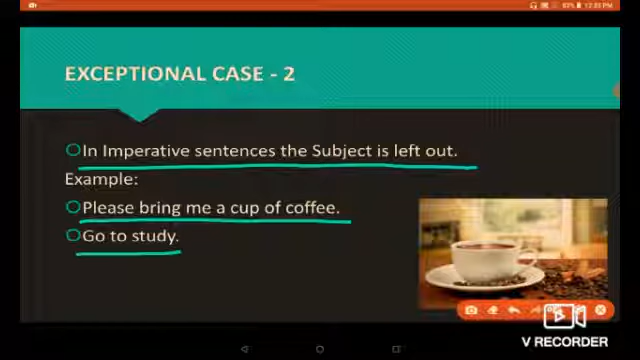 EXCEPTIONAL CASE - 2
In Imperative sentences the Subject is left out.
Example:
Please bring me a cup of coffee.
Go to study.
V RECORDER